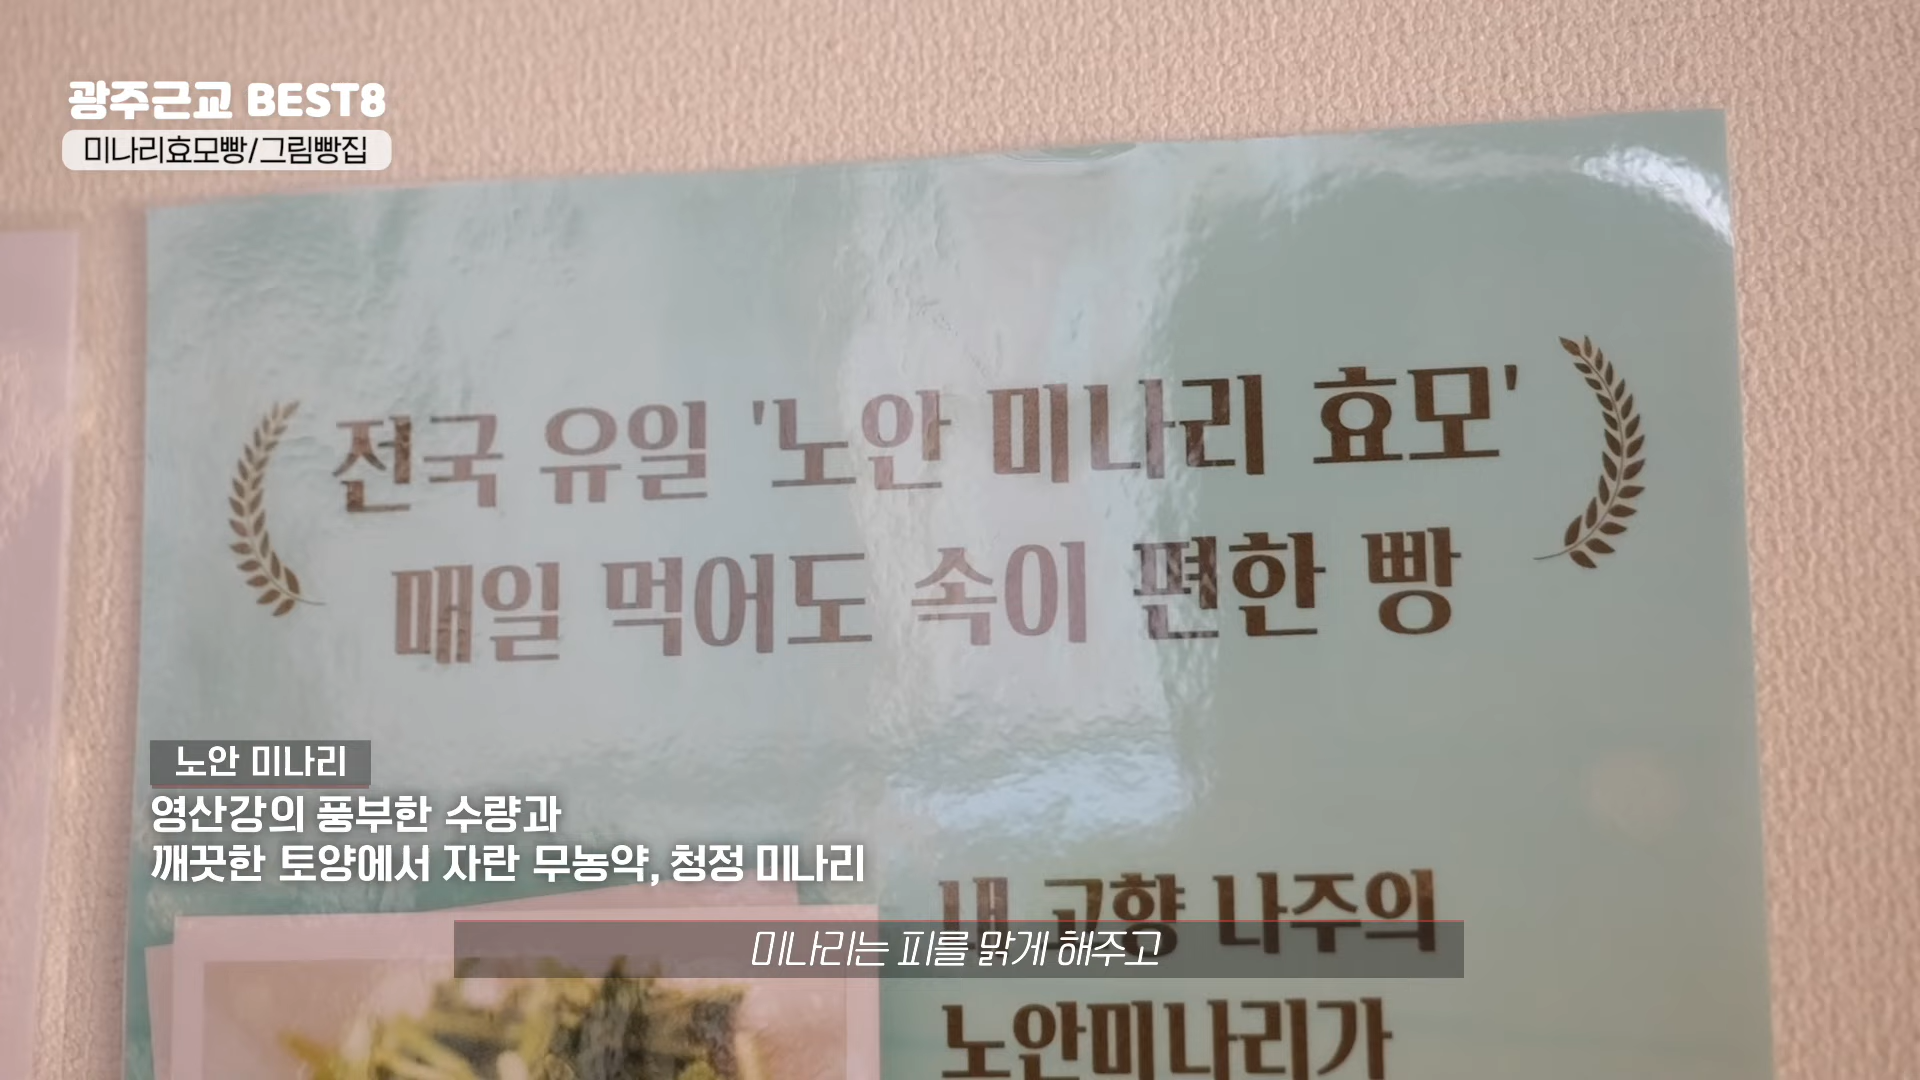 광주근교 BEST8
미나리효모빵/그림빵집
전국 유일 '노안 미나리 효모'
매일 먹어도 속이 편한 빵
노안 미나리
영산강의 풍부한 수량과
깨끗한 토양에서 자란 무농약, 청정 미나리
내 고향 나주의
미나리는 피를 맑게 해주고
노안미나리가